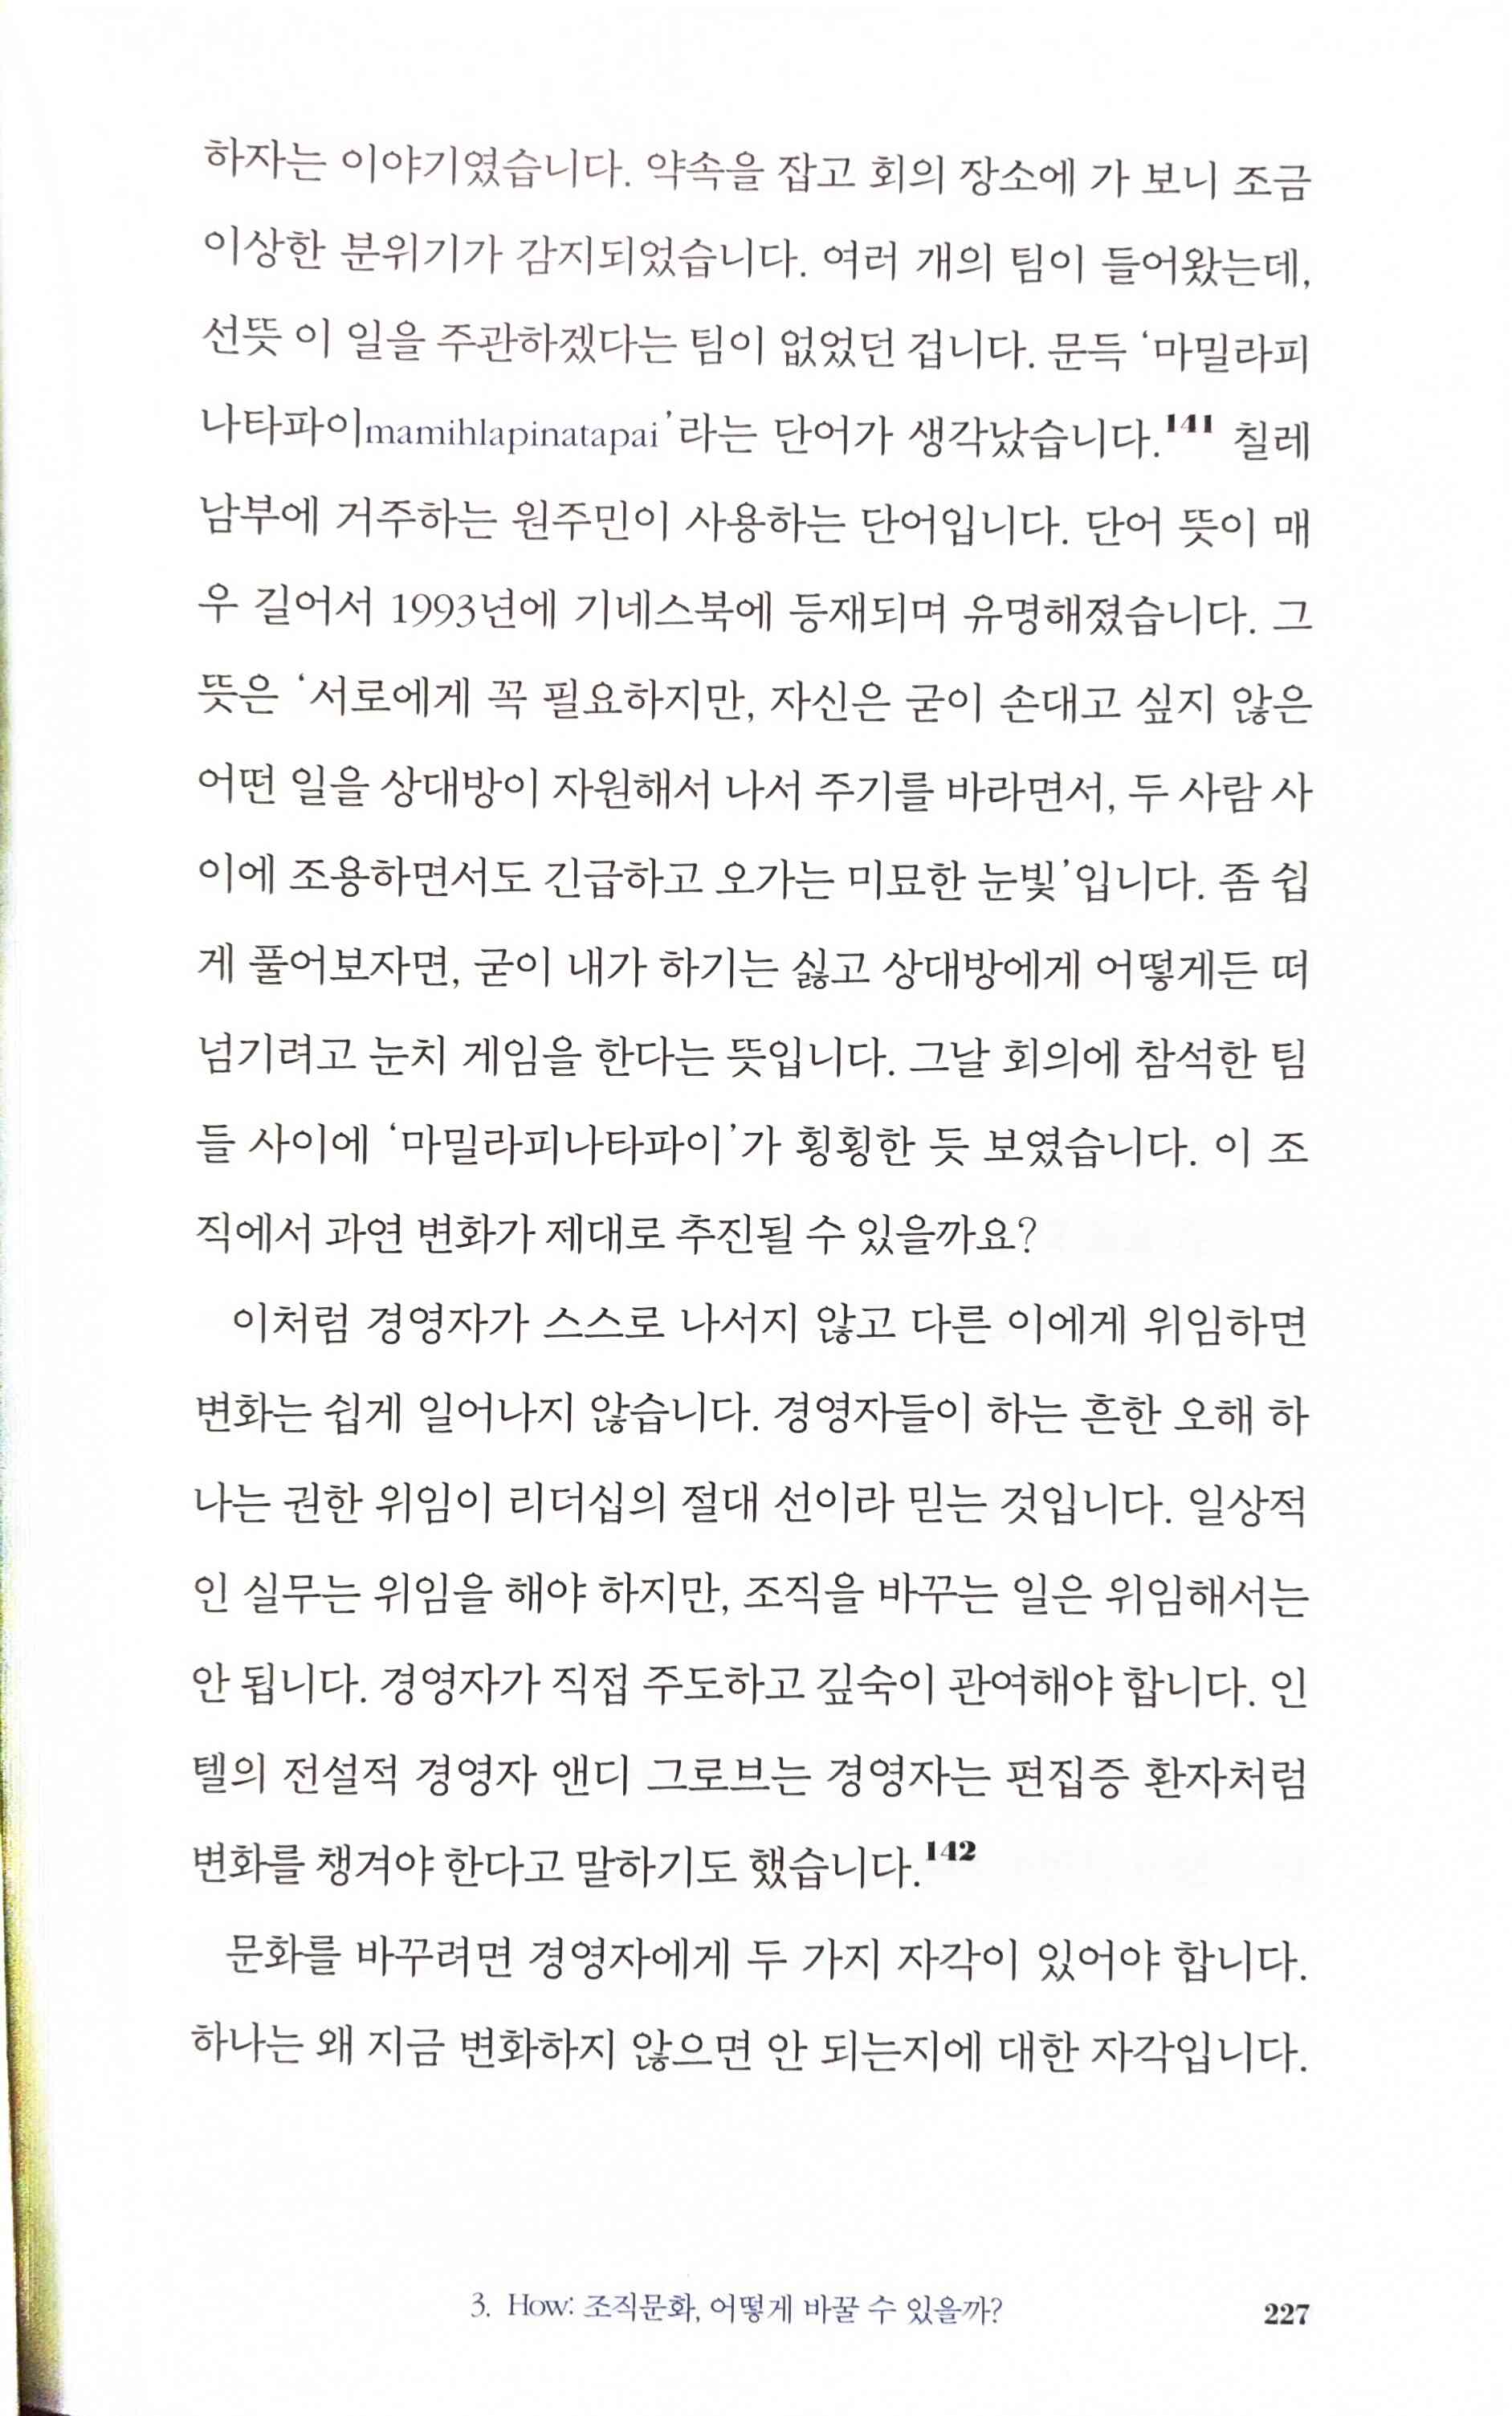 하자는 이야기였습니다. 약속을 잡고 회의 장소에 가 보니 조금
이상한 분위기가 감지되었습니다. 여러 개의 팀이 들어왔는데,
선뜻 이 일을 주관하겠다는 팀이 없었던 겁니다. 문득 ‘마밀라피
나타파이mamihlapinatapai’라는 단어가 생각났습니다.141 칠레
남부에 거주하는 원주민이 사용하는 단어입니다. 단어 뜻이 매
우 길어서 1993년에 기네스북에 등재되며 유명해졌습니다. 그
뜻은 ‘서로에게 꼭 필요하지만, 자신은 굳이 손대고 싶지 않은
어떤 일을 상대방이 자원해서 나서 주기를 바라면서, 두 사람 사
이에 조용하면서도 긴급하고 오가는 미묘한 눈빛’입니다. 좀 쉽
게 풀어보자면, 굳이 내가 하기는 싫고 상대방에게 어떻게든 떠
넘기려고 눈치 게임을 한다는 뜻입니다. 그날 회의에 참석한 팀
들 사이에 ‘마밀라피나타파이’가 횡횡한 듯 보였습니다. 이 조
직에서 과연 변화가 제대로 추진될 수 있을까요?
이처럼 경영자가 스스로 나서지 않고 다른 이에게 위임하면
변화는 쉽게 일어나지 않습니다. 경영자들이 하는 흔한 오해 하
나는 권한 위임이 리더십의 절대 선이라 믿는 것입니다. 일상적
인 실무는 위임을 해야 하지만, 조직을 바꾸는 일은 위임해서는
안 됩니다. 경영자가 직접 주도하고 깊숙이 관여해야 합니다. 인
텔의 전설적 경영자 앤디 그로브는 경영자는 편집증 환자처럼
변화를 챙겨야 한다고 말하기도 했습니다.142
문화를 바꾸려면 경영자에게 두 가지 자각이 있어야 합니다.
하나는 왜 지금 변화하지 않으면 안 되는지에 대한 자각입니다.
3. How: 조직문화, 어떻게 바꿀 수 있을까?
227